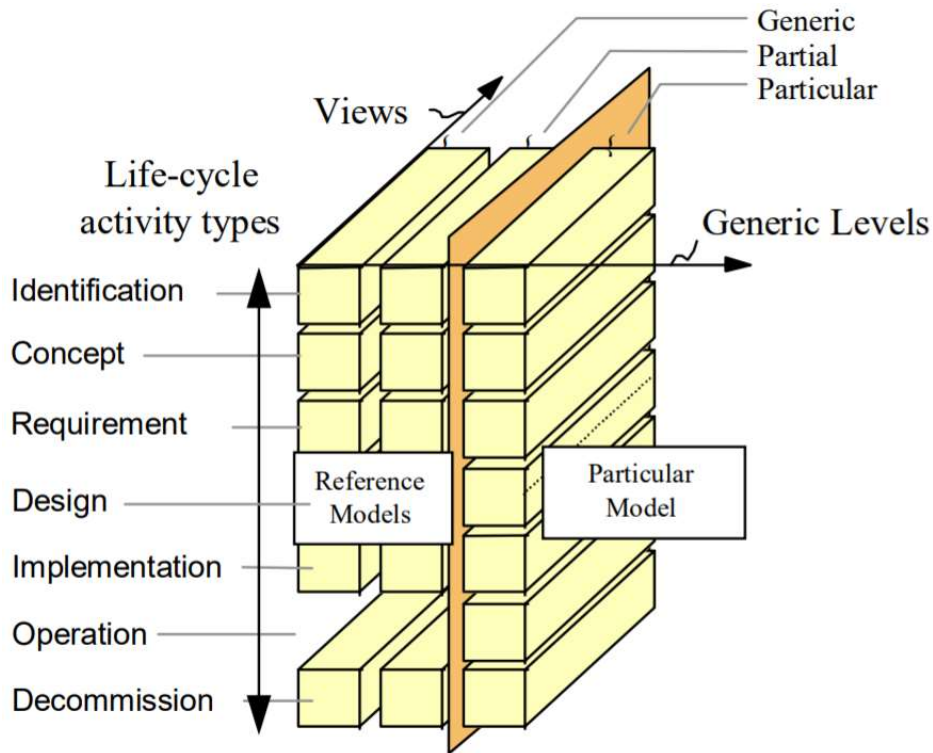 Generic
Partial
Particular
Views
Life-cycle
activity types
Generic Levels
Identification
Concept
Requirement
Design
Implementation
Operation
Decommission
Reference
Models
Particular
Model